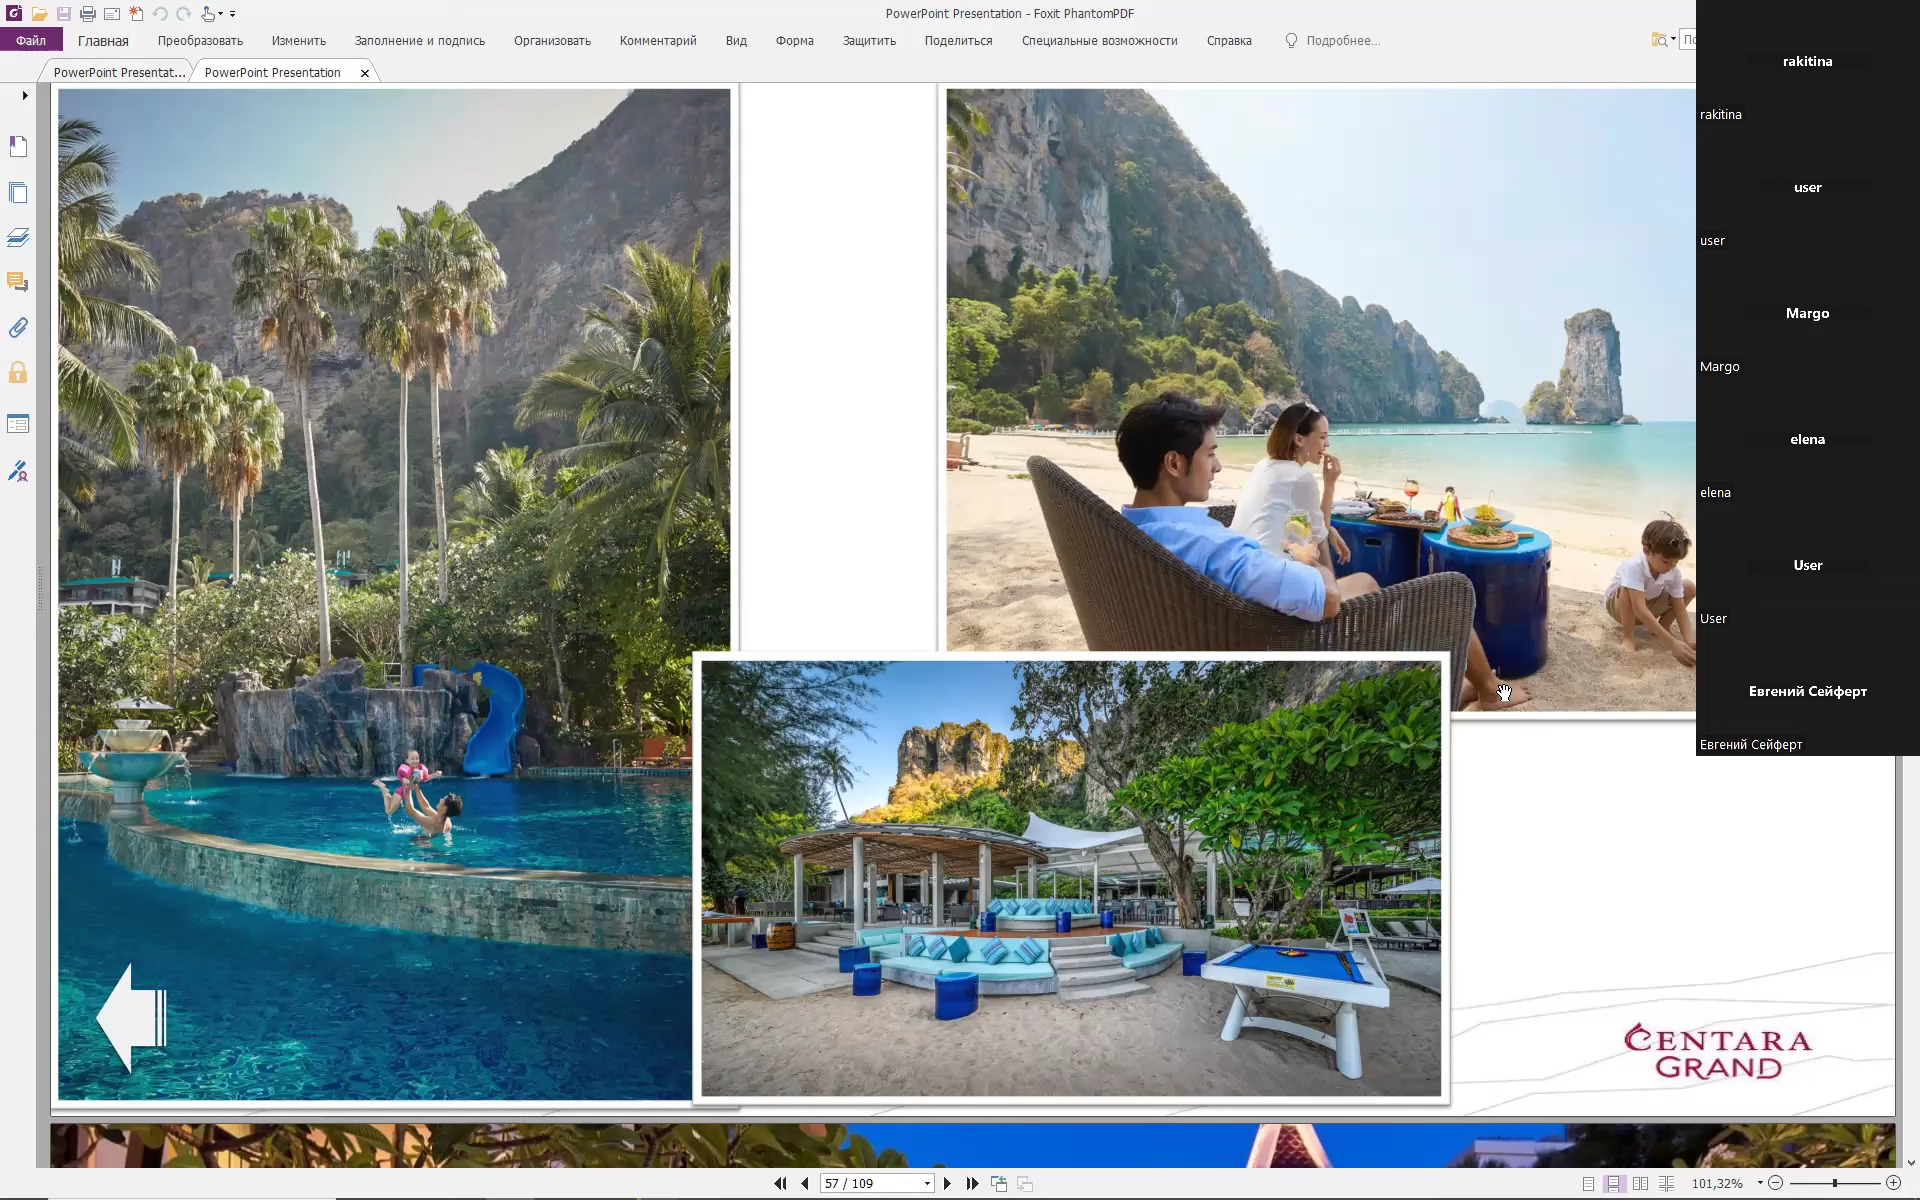 PowerPoint Presentation - Foxit PhantomPDF
Файл Главная Преобразовать Изменить Заполнение и подпись Организовать Комментарий Вид Форма Защитить Поделиться Специальные возможности Справка Подробнее...
PowerPoint Presentat... PowerPoint Presentation
rakitina
rakitina
user
user
Margo
Margo
elena
elena
User
User
Евгений Сейферт
Евгений Сейферт
CENTARA
GRAND
57 / 109
101,32%